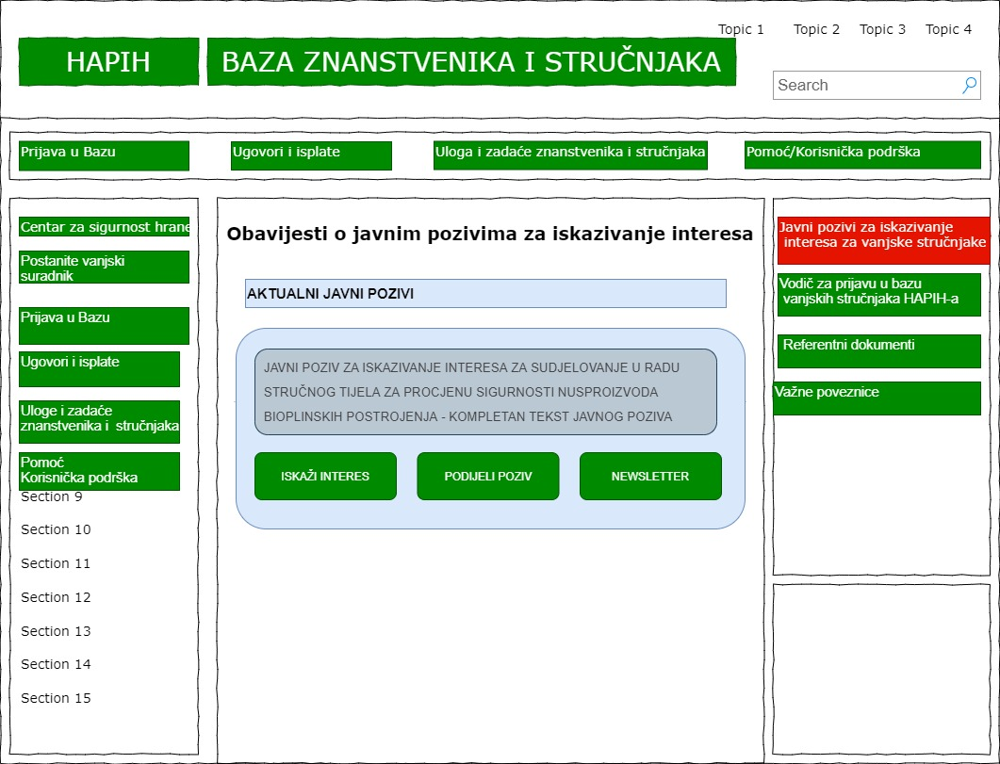 Topic 1 Topic 2 Topic 3 Topic 4
HAPIH BAZA ZNANSTVENIKA I STRUČNJAKA
Search
Prijava u Bazu Ugovori i isplate Uloga i zadaće znanstvenika i stručnjaka Pomoć/Korisnička podrška
Centar za sigurnost hrane
Postanite vanjski
suradnik
Prijava u Bazu
Ugovori i isplate
Uloge i zadaće
znanstvenika i stručnjaka
Pomoć
Korisnička podrška
Section 9
Section 10
Section 11
Section 12
Section 13
Section 14
Section 15
Obavijesti o javnim pozivima za iskazivanje interesa
AKTUALNI JAVNI POZIVI
JAVNI POZIV ZA ISKAZIVANJE INTERESA ZA SUDJELOVANJE U RADU
STRUČNOG TIJELA ZA PROCJENU SIGURNOSTI NUSPROIZVODA
BIOPLINSKIH POSTROJENJA - KOMPLETAN TEKST JAVNOG POZIVA
ISKAŽI INTERES PODIJELI POZIV NEWSLETTER
Javni pozivi za iskazivanje
interesa za vanjske stručnjake
Vodič za prijavu u bazu
vanjskih stručnjaka HAPIH-a
Referentni dokumenti
Važne poveznice